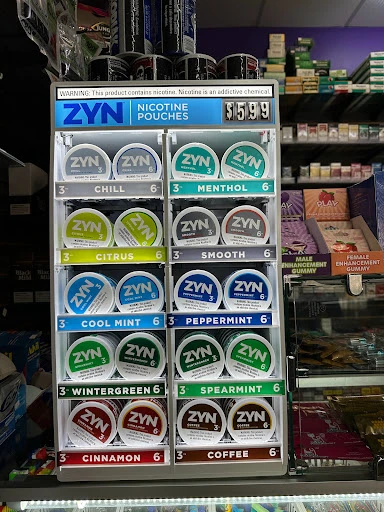 WARNING: This product contains nicotine. Nicotine is an addictive chemical.
ZYN NICOTINE POUCHES $5.99
ZYN ZYN ZYN ZYN
3 CHILL 6 3 MENTHOL 6
ZYN ZYN ZYN ZYN
3 CITRUS 6 3 SMOOTH 6
ZYN ZYN ZYN ZYN
3 COOL MINT 6 3 PEPPERMINT 6
ZYN ZYN ZYN ZYN
3 WINTERGREEN 6 3 SPEARMINT 6
ZYN ZYN ZYN ZYN
3 CINNAMON 6 3 COFFEE 6
MALE ENHANCEMENT GUMMY
FEMALE ENHANCEMENT GUMMY